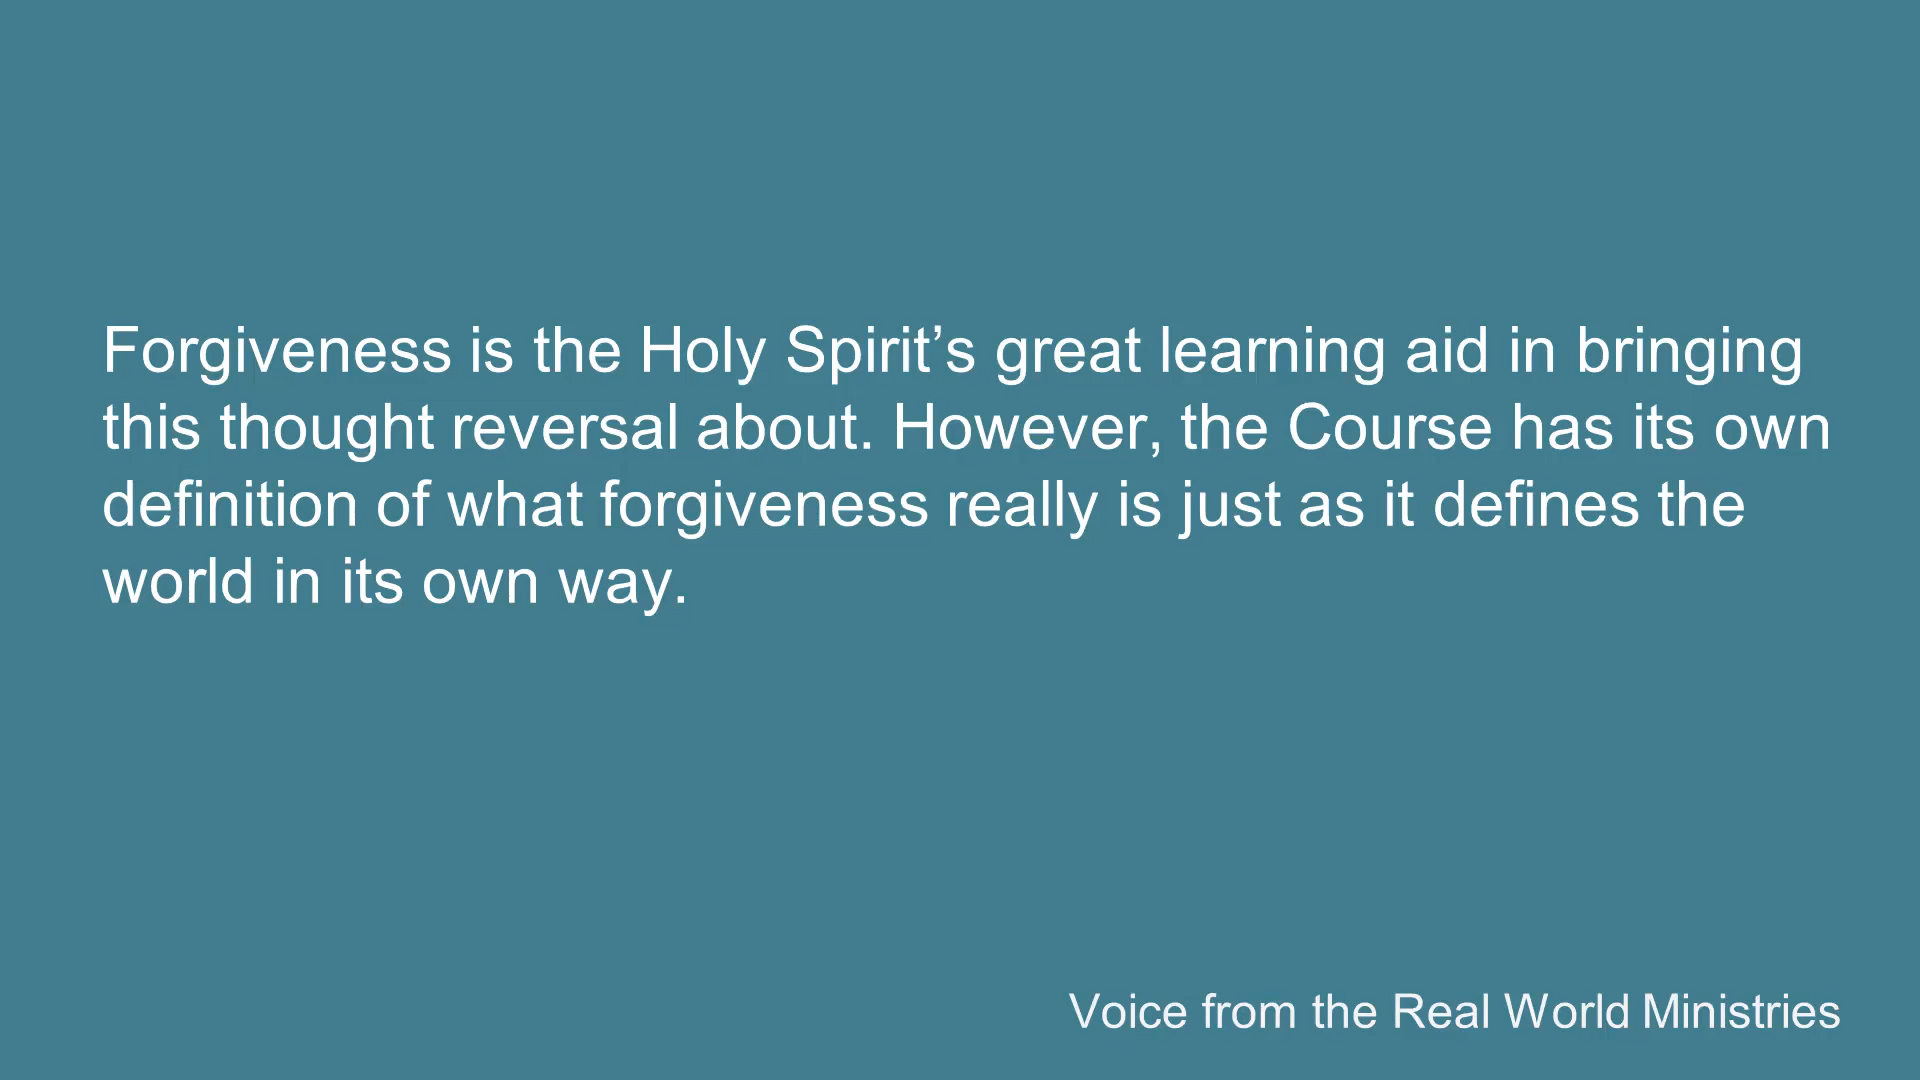 Forgiveness is the Holy Spirit’s great learning aid in bringing
this thought reversal about. However, the Course has its own
definition of what forgiveness really is just as it defines the
world in its own way.
Voice from the Real World Ministries